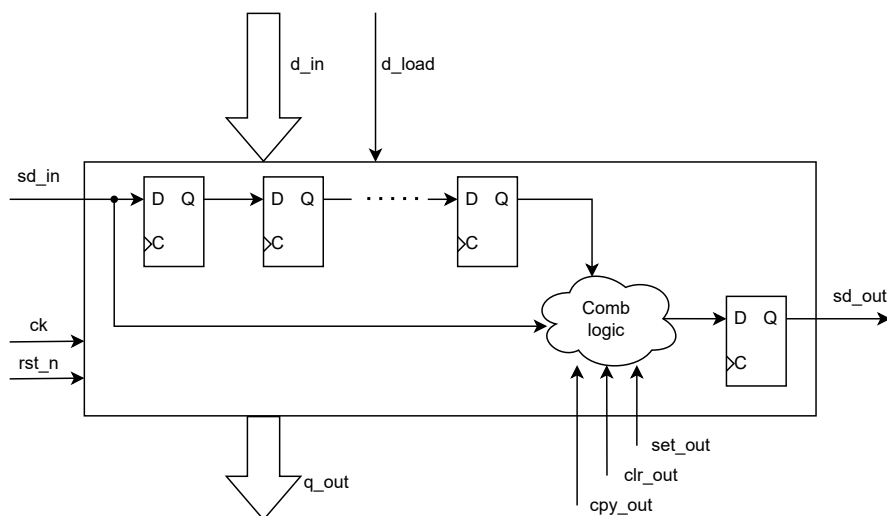 d_in
d_load
sd_in
D Q
D Q
.....
D Q
C
C
C
sd_out
Comb
logic
D Q
ck
C
rst_n
set_out
clr_out
q_out
cpy_out